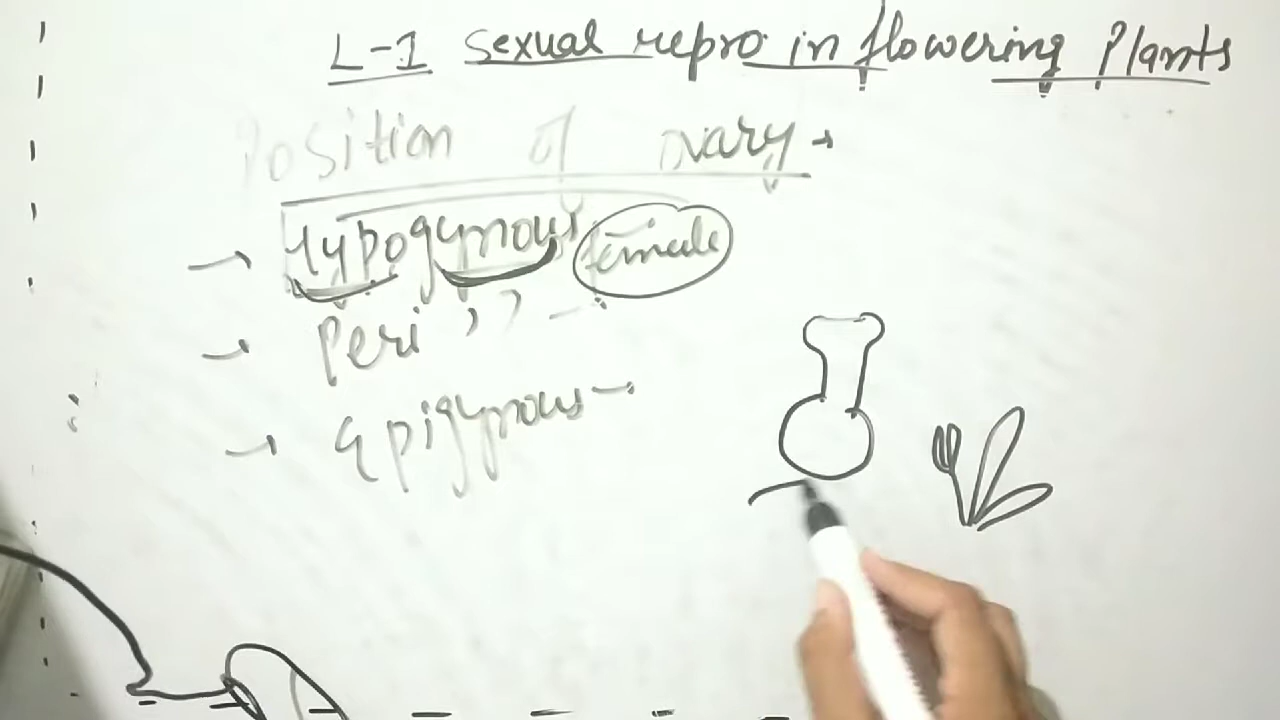 L-1 Sexual repro in flowering Plants
Position of ovary →
→ Hypogynous female
→ Peri ,, -
→ Epigynous →